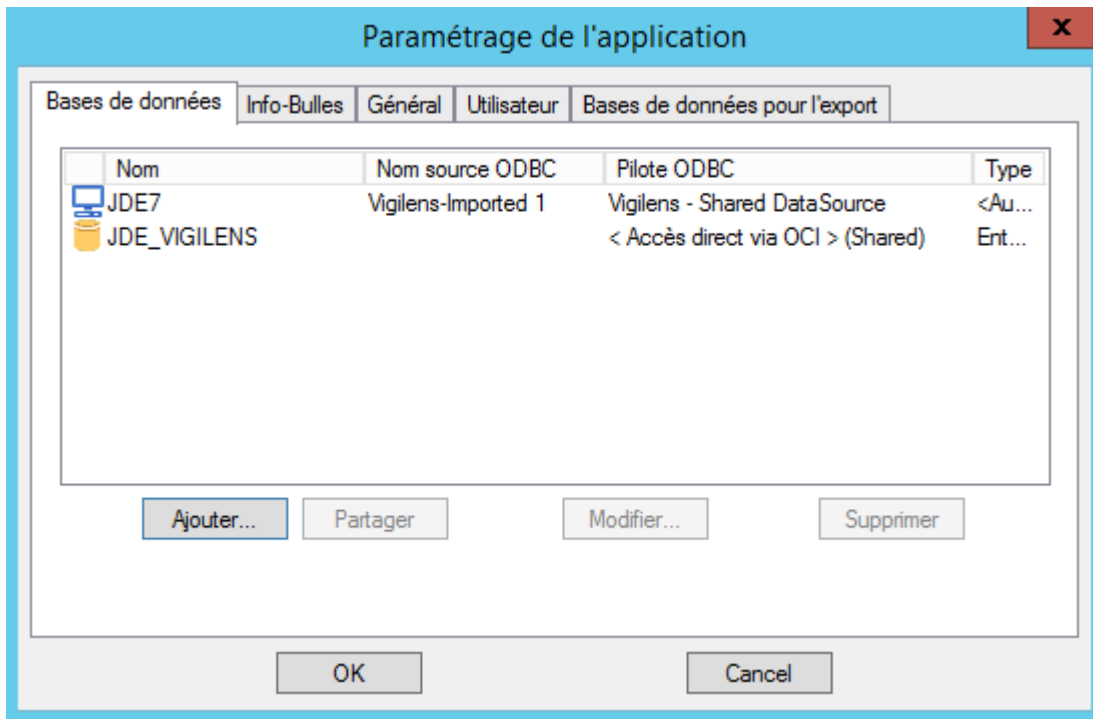 Paramétrage de l'application
x
Bases de données Info-Bulles Général Utilisateur Bases de données pour l'export
Nom Nom source ODBC Pilote ODBC Type
JDE7 Vigilens-Imported 1 Vigilens - Shared DataSource <Au...
JDE_VIGILENS < Accès direct via OCI > (Shared) Ent...
Ajouter... Partager Modifier... Supprimer
OK Cancel